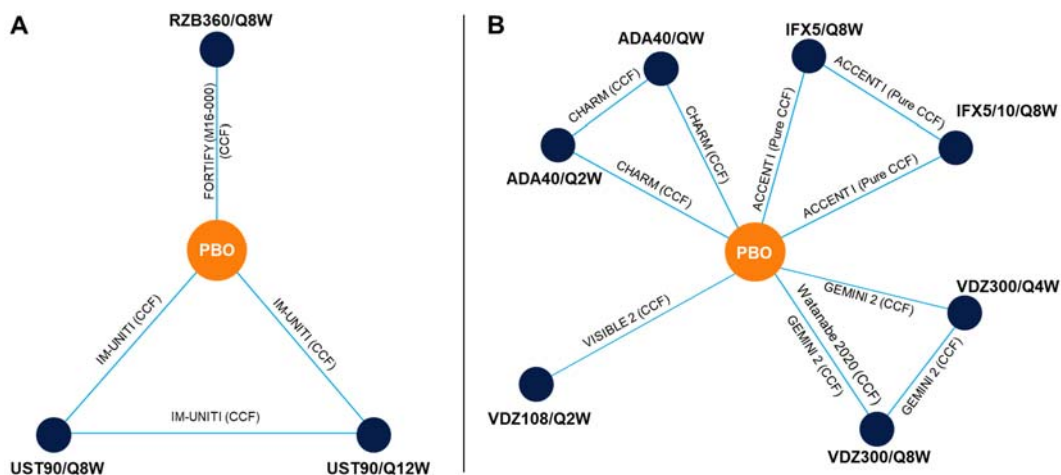 A
RZB360/Q8W
FORTIFY (M16-000)
(CCF)
PBO
IM-UNITI (CCF)
IM-UNITI (CCF)
IM-UNITI (CCF)
UST90/Q8W
UST90/Q12W
B
ADA40/QW
IFX5/Q8W
CHARM (CCF)
ACCENT I (Pure CCF)
IFX5/10/Q8W
ADA40/Q2W
CHARM (CCF)
CHARM (CCF)
ACCENT I (Pure CCF)
ACCENT I (Pure CCF)
PBO
VDZ300/Q4W
GEMINI 2 (CCF)
VISIBLE 2 (CCF)
Watanabe 2020 (CCF)
GEMINI 2 (CCF)
GEMINI 2 (CCF)
VDZ108/Q2W
VDZ300/Q8W